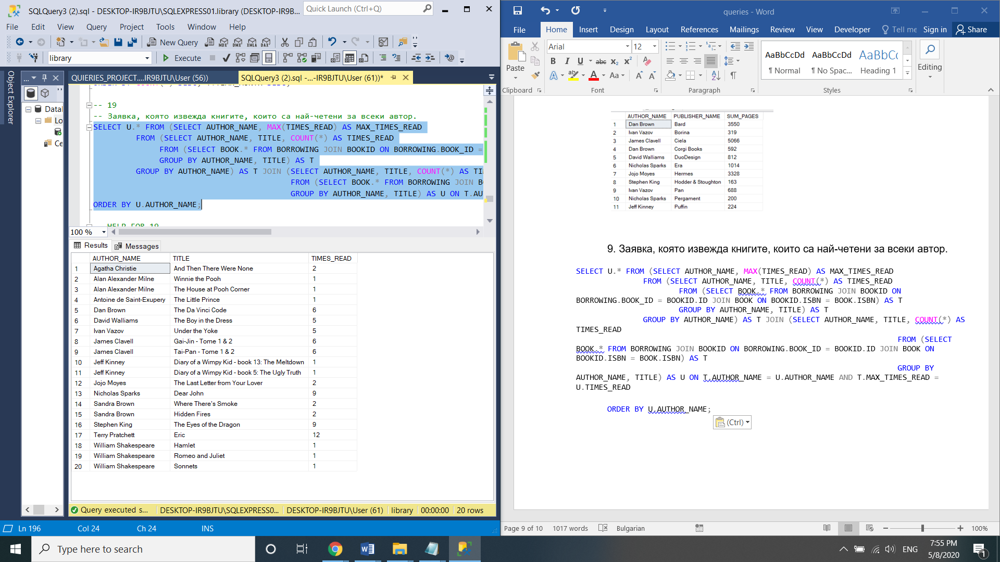 SQLQuery3 (2).sql - DESKTOP-IR9BJTU\SQLEXPRESS01.library (DESKTOP-IR9B...
Quick Launch (Ctrl+Q)
File Edit View Query Project Tools Window Help
New Query
library
Execute
Object Explorer
QUIERIES_PROJECT....IR9BJTU\User (56))
SQLQuery3 (2).sql -...-IR9BJTU\User (61))*
Datal
Lo
Ce
-- 19
-- Заявка, която извежда книгите, които са най-четени за всеки автор.
SELECT U.* FROM (SELECT AUTHOR_NAME, MAX(TIMES_READ) AS MAX_TIMES_READ
FROM (SELECT AUTHOR_NAME, TITLE, COUNT(*) AS TIMES_READ
FROM (SELECT BOOK.* FROM BORROWING JOIN BOOKID ON BORROWING.BOOK_ID =
GROUP BY AUTHOR_NAME, TITLE) AS T
GROUP BY AUTHOR_NAME) AS T JOIN (SELECT AUTHOR_NAME, TITLE, COUNT(*) AS TI
FROM (SELECT BOOK.* FROM BORROWING JOIN B
GROUP BY AUTHOR_NAME, TITLE) AS U ON T.AU
ORDER BY U.AUTHOR_NAME;
HELP FOR 19
100 %
Results Messages
AUTHOR_NAME TITLE TIMES_READ
1 Agatha Christie And Then There Were None 2
2 Alan Alexander Milne Winnie the Pooh 1
3 Alan Alexander Milne The House at Pooh Corner 1
4 Antoine de Saint-Exupery The Little Prince 1
5 Dan Brown The Da Vinci Code 6
6 David Walliams The Boy in the Dress 5
7 Ivan Vazov Under the Yoke 5
8 James Clavell Gai-Jin - Tome 1 & 2 6
9 James Clavell Tai-Pan - Tome 1 & 2 6
10 Jeff Kinney Diary of a Wimpy Kid - book 13: The Meltdown 1
11 Jeff Kinney Diary of a Wimpy Kid - book 5: The Ugly Truth 1
12 Jojo Moyes The Last Letter from Your Lover 2
13 Nicholas Sparks Dear John 9
14 Sandra Brown Where There's Smoke 2
15 Sandra Brown Hidden Fires 2
16 Stephen King The Eyes of the Dragon 9
17 Terry Pratchett Eric 12
18 William Shakespeare Hamlet 1
19 William Shakespeare Romeo and Juliet 1
20 William Shakespeare Sonnets 1
Query executed s... DESKTOP-IR9BJTU\SQLEXPRESS0... DESKTOP-IR9BJTU\User (61) library 00:00:00 20 rows
Ln 196 Col 24 Ch 24 INS
queries - Word
File Home Insert Design Layout References Mailings Review View Developer Tell me Sign in Share
Paste
Arial 12
AaBbCcDd AaBbCcDd AaBbCc
¶ Normal ¶ No Spac... Heading 1
Editing
Clipboard Font Paragraph Styles
AUTHOR_NAME PUBLISHER_NAME SUM_PAGES
1 Dan Brown Bard 3550
2 Ivan Vazov Borina 319
3 James Clavell Ciela 5066
4 Dan Brown Corgi Books 592
5 David Walliams DuoDesign 812
6 Nicholas Sparks Era 1014
7 Jojo Moyes Hermes 3328
8 Stephen King Hodder & Stoughton 163
9 Ivan Vazov Pan 688
10 Nicholas Sparks Pergament 200
11 Jeff Kinney Puffin 224
9. Заявка, която извежда книгите, които са най-четени за всеки автор.
SELECT U.* FROM (SELECT AUTHOR_NAME, MAX(TIMES_READ) AS MAX_TIMES_READ
FROM (SELECT AUTHOR_NAME, TITLE, COUNT(*) AS TIMES_READ
FROM (SELECT BOOK.* FROM BORROWING JOIN BOOKID ON
BORROWING.BOOK_ID = BOOKID.ID JOIN BOOK ON BOOKID.ISBN = BOOK.ISBN) AS T
GROUP BY AUTHOR_NAME, TITLE) AS T
GROUP BY AUTHOR_NAME) AS T JOIN (SELECT AUTHOR_NAME, TITLE, COUNT(*) AS
TIMES_READ
FROM (SELECT
BOOK.* FROM BORROWING JOIN BOOKID ON BORROWING.BOOK_ID = BOOKID.ID JOIN BOOK ON
BOOKID.ISBN = BOOK.ISBN) AS T
GROUP BY
AUTHOR_NAME, TITLE) AS U ON T.AUTHOR_NAME = U.AUTHOR_NAME AND T.MAX_TIMES_READ =
U.TIMES_READ
ORDER BY U.AUTHOR_NAME;
(Ctrl)
Page 9 of 10 1017 words Bulgarian 100%
Type here to search
ENG
7:55 PM
5/8/2020
1